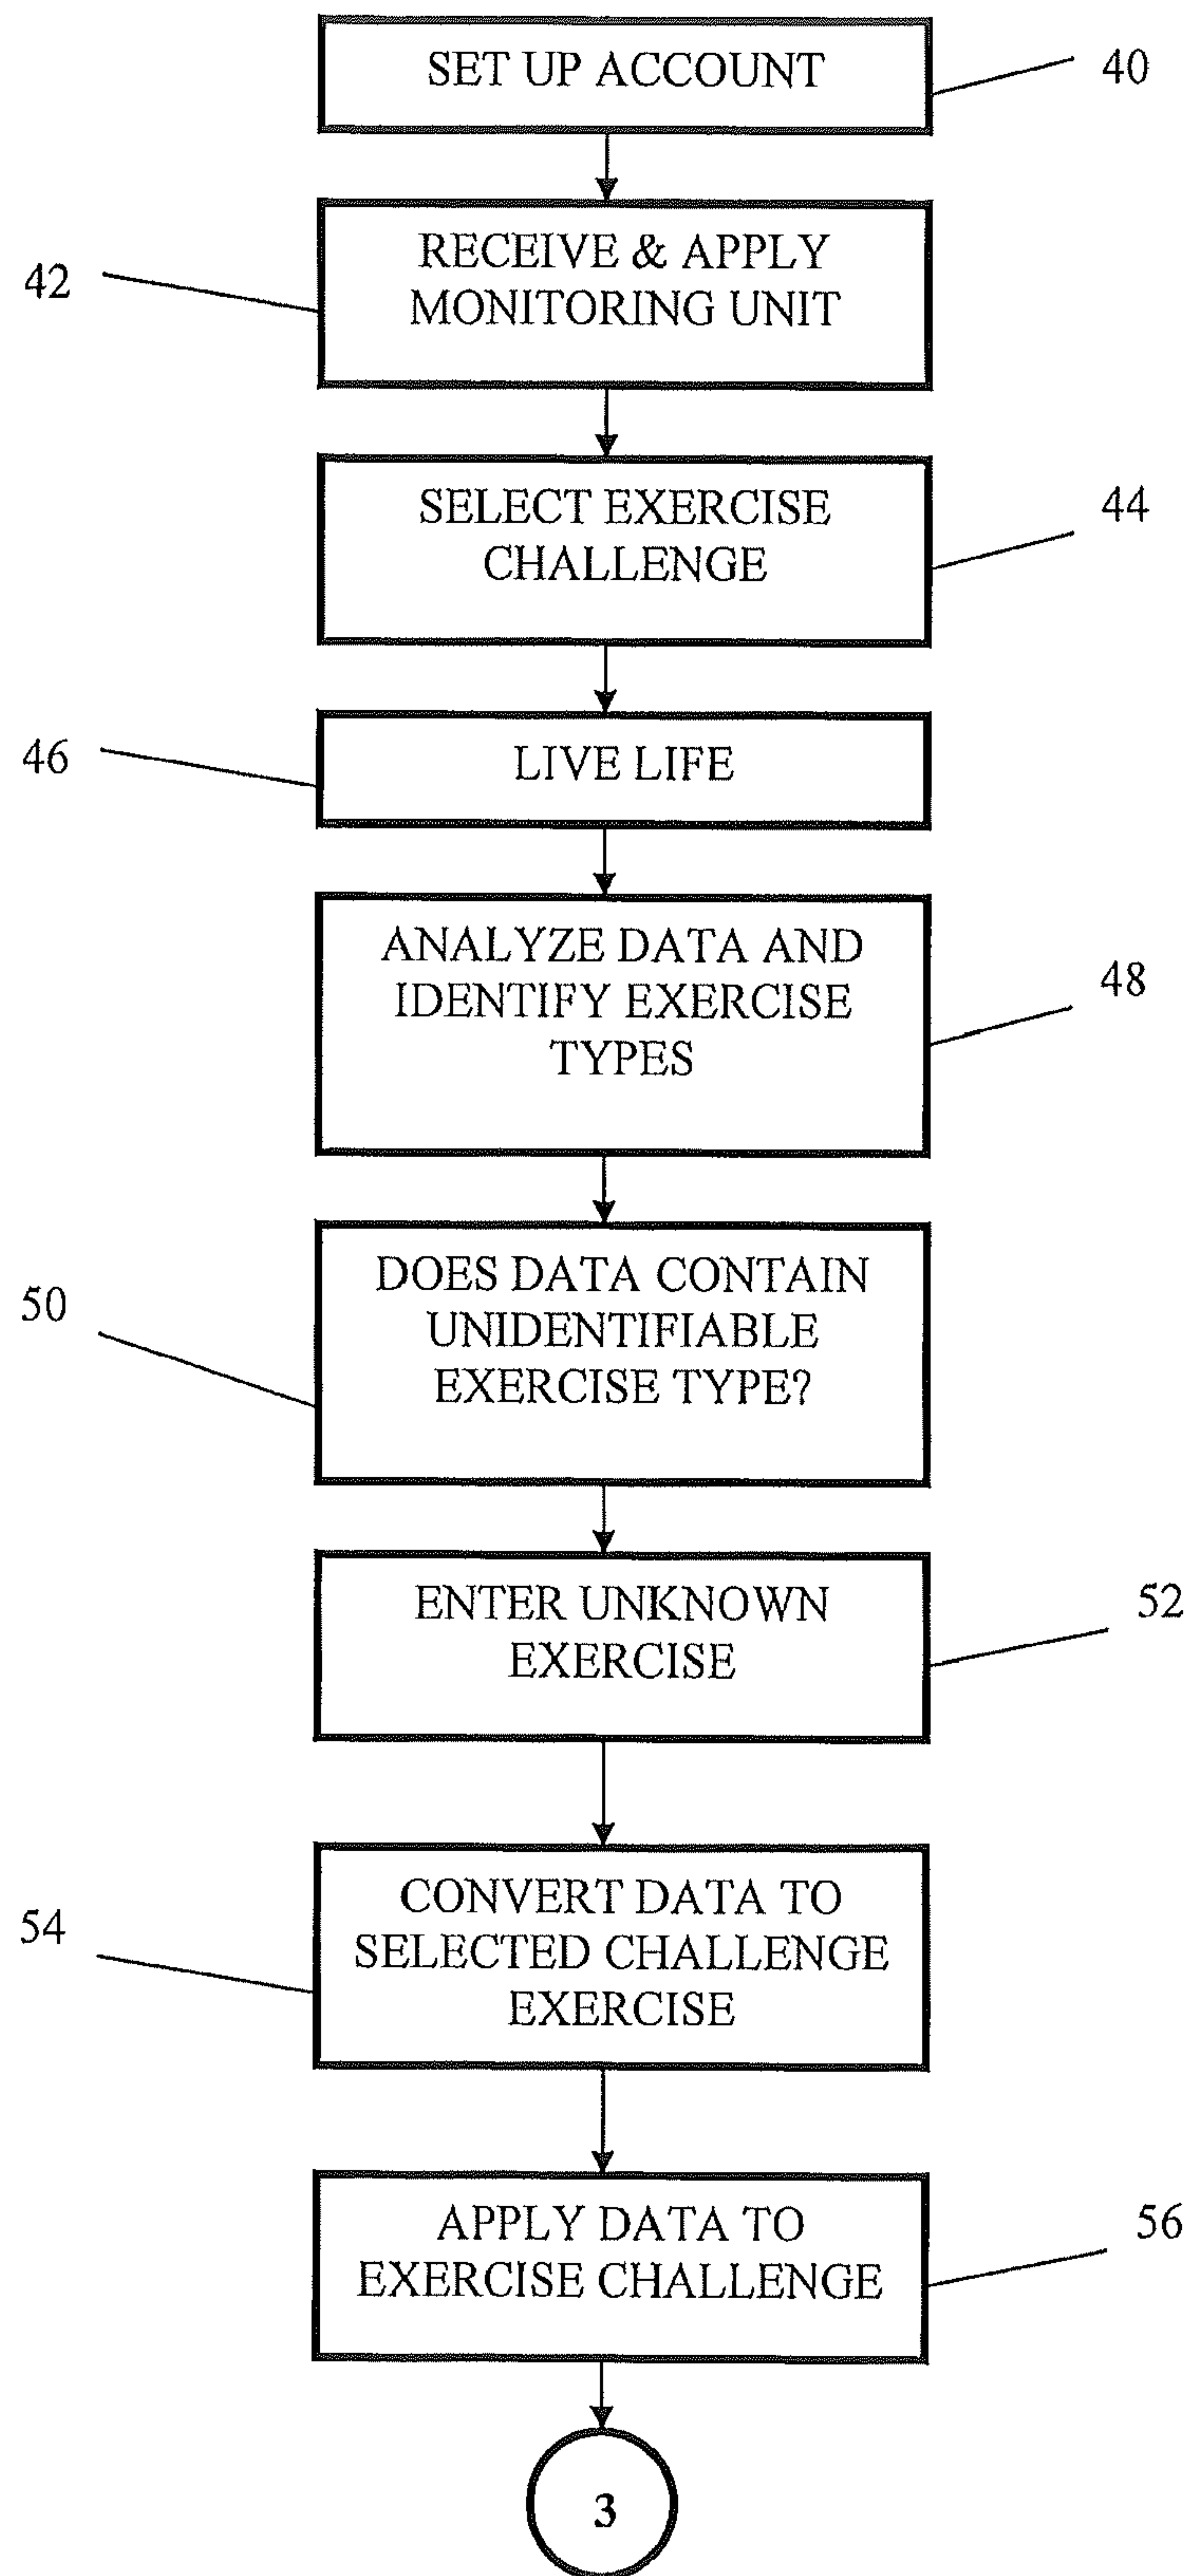 SET UP ACCOUNT
40
RECEIVE & APPLY
MONITORING UNIT
42
SELECT EXERCISE
CHALLENGE
44
LIVE LIFE
46
ANALYZE DATA AND
IDENTIFY EXERCISE
TYPES
48
DOES DATA CONTAIN
UNIDENTIFIABLE
EXERCISE TYPE?
50
ENTER UNKNOWN
EXERCISE
52
CONVERT DATA TO
SELECTED CHALLENGE
EXERCISE
54
APPLY DATA TO
EXERCISE CHALLENGE
56
3